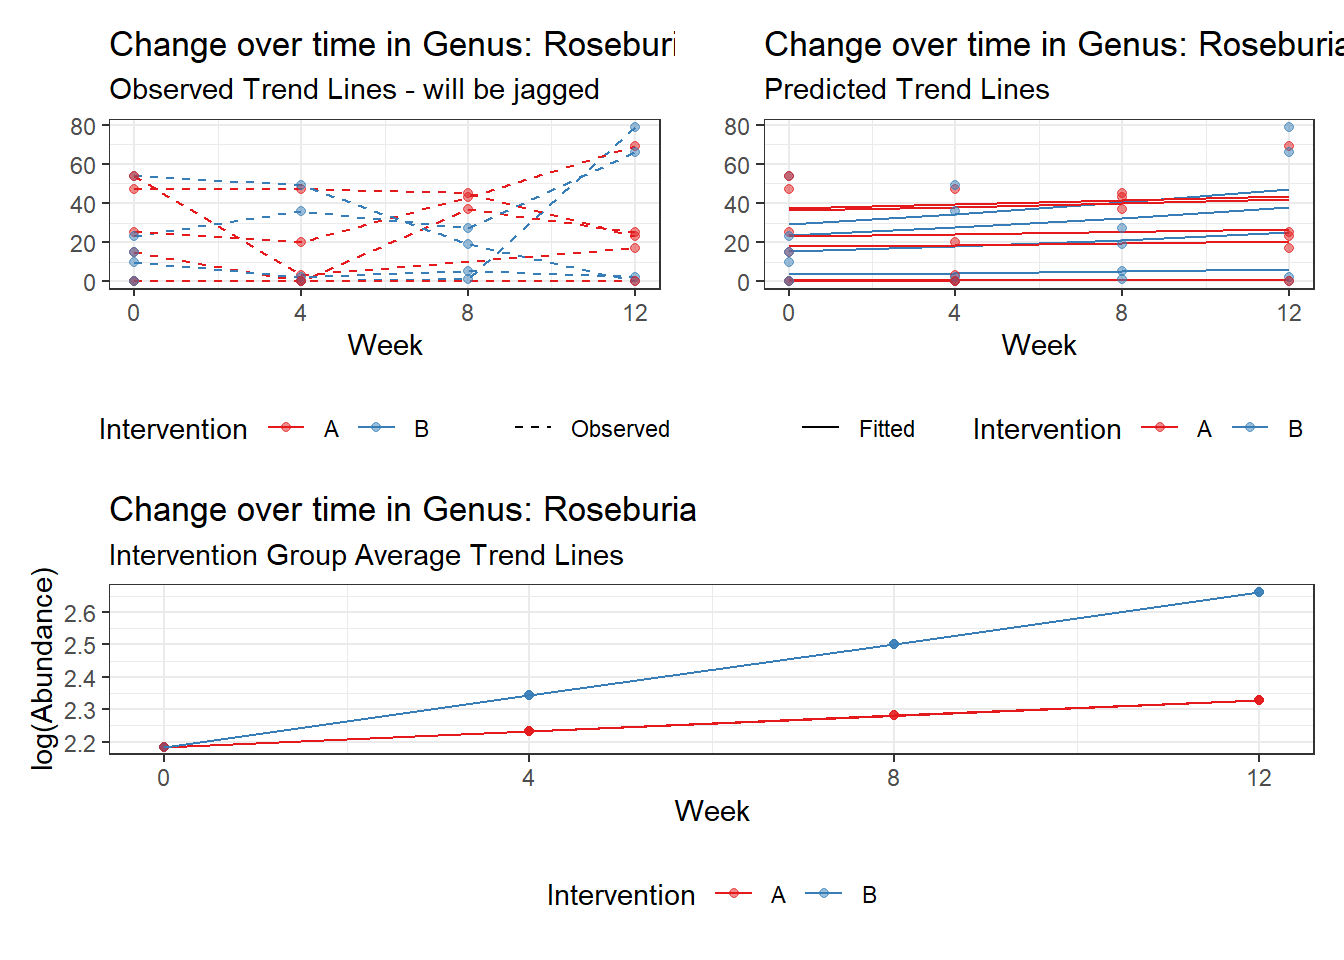 Change over time in Genus: Roseburi
Observed Trend Lines - will be jagged
80
60
40
20
0
0 4 8 12
Week
Intervention A B Observed
Change over time in Genus: Roseburia
Predicted Trend Lines
80
60
40
20
0
0 4 8 12
Week
Fitted Intervention A B
Change over time in Genus: Roseburia
Intervention Group Average Trend Lines
log(Abundance)
2.6
2.5
2.4
2.3
2.2
0 4 8 12
Week
Intervention A B